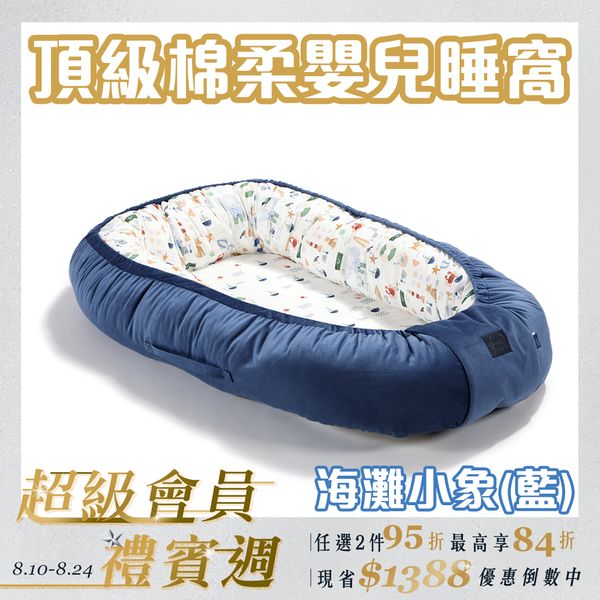 頂級棉柔嬰兒睡窩
海灘小象(藍)
超級會員
禮賓週
8.10-8.24
任選2件95折最高享84折
現省$1388優惠倒數中